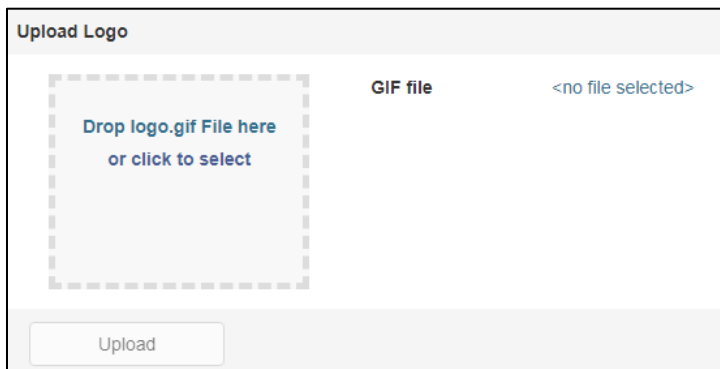 Upload Logo
Drop logo.gif File here
or click to select
GIF file
<no file selected>
Upload